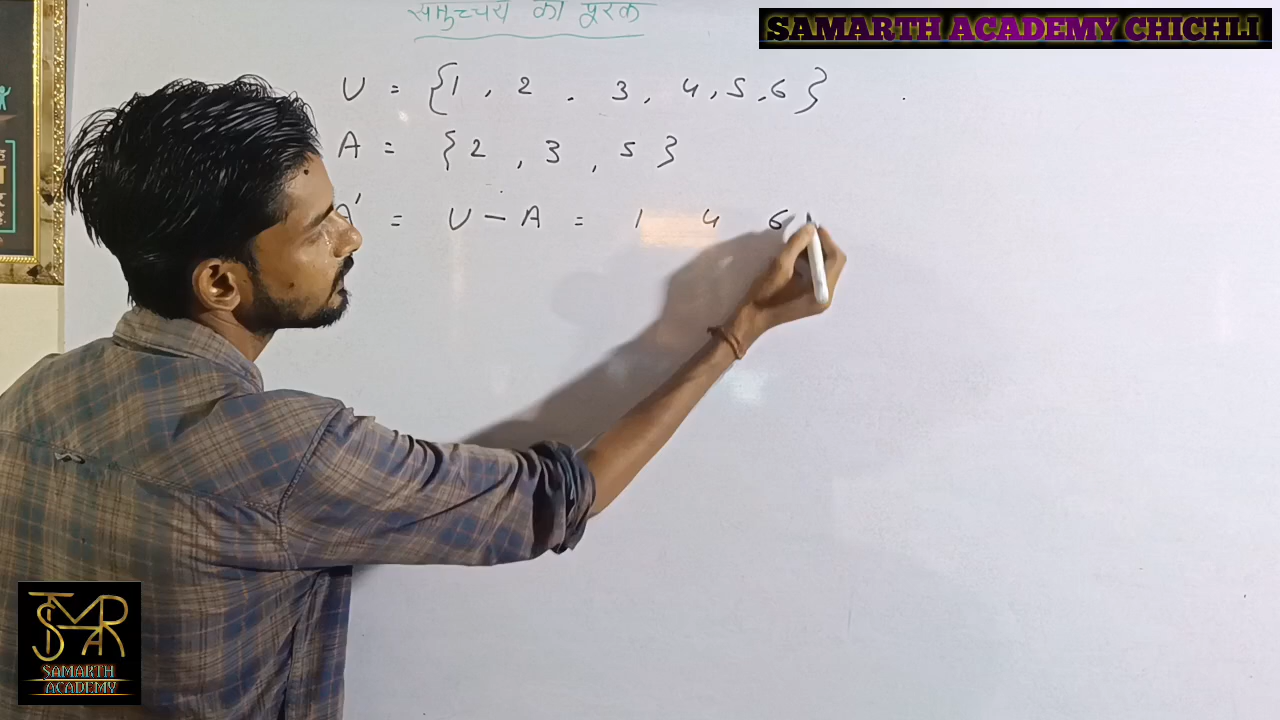 समुच्चय का पूरक
SAMARTH ACADEMY CHICHLI
U = {1, 2, 3, 4, 5, 6}
A = {2, 3, 5}
A' = U - A = 1 4 6
SAMARTH
ACADEMY